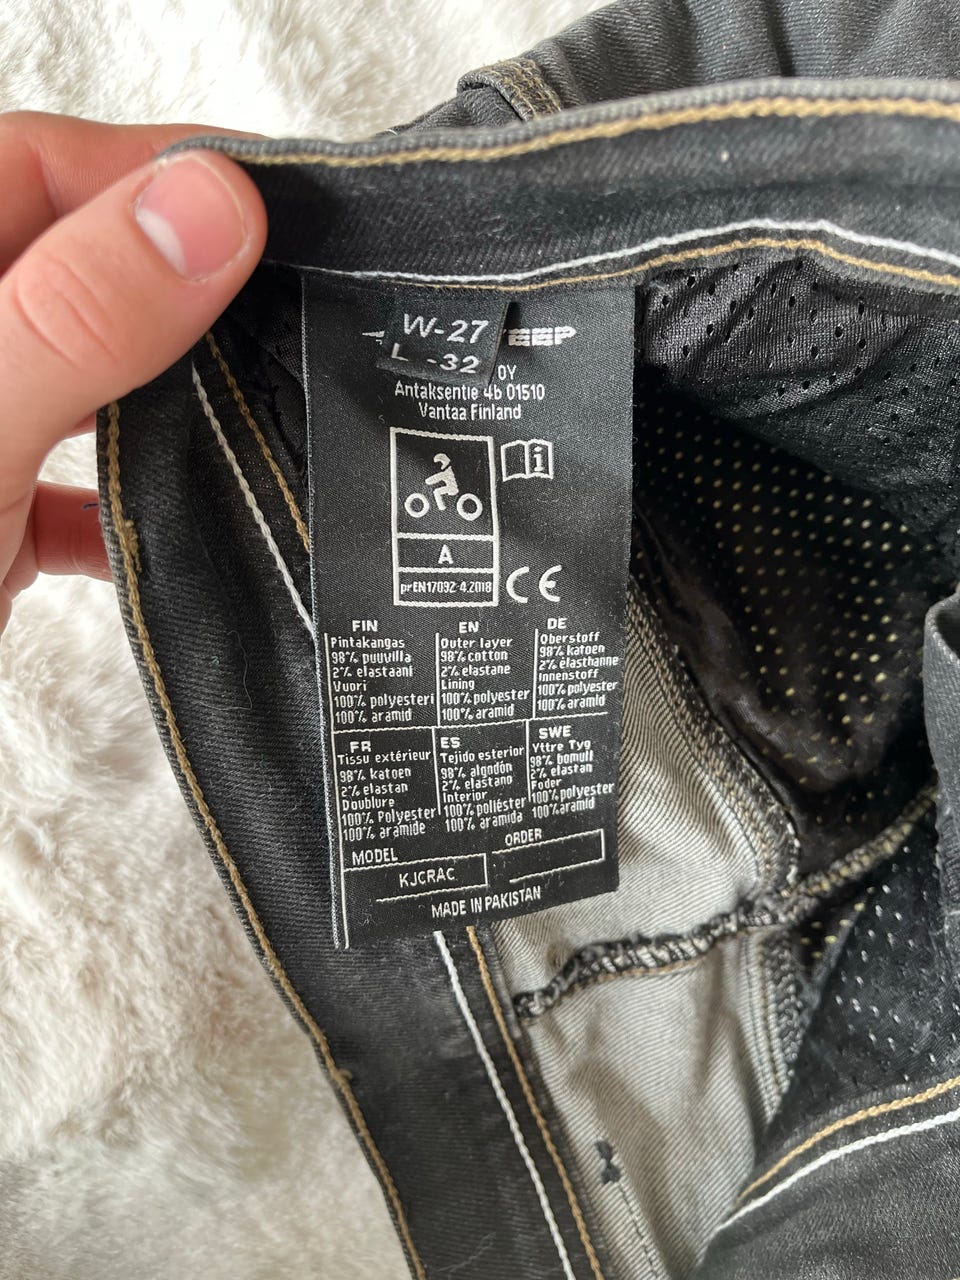 W-27
L -32
EEP
OY
Antaksentie 4b 01510
Vantaa Finland
i
A
prEN17092-4:2018
CE
FIN
Pintakangas
98% puuvilla
2% elastaani
Vuori
100% polyesteri
100% aramid
EN
Outer layer
98% cotton
2% elastane
Lining
100% polyester
100% aramid
DE
Oberstoff
98% katoen
2% elasthanne
Innenstoff
100% polyester
100% aramid
FR
Tissu extérieur
98% katoen
2% elastan
Doublure
100% Polyester
100% aramide
ES
Tejido esterior
98% algodón
2% elastano
Interior
100% poliéster
100% aramida
SWE
Yttre Tyg
98% bomull
2% elastan
Foder
100% polyester
100% aramid
MODEL
KJCRAC
ORDER
MADE IN PAKISTAN